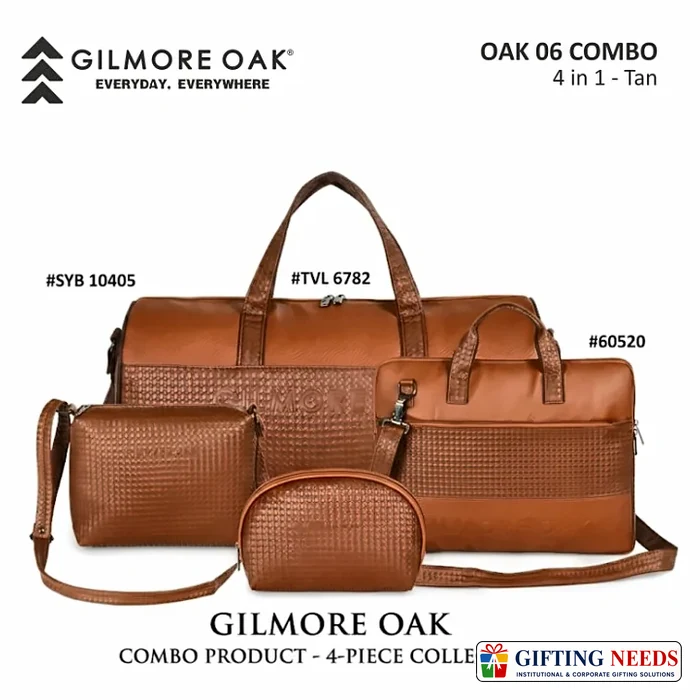 GILMORE OAK®
EVERYDAY. EVERYWHERE
OAK 06 COMBO
4 in 1 - Tan
#SYB 10405
#TVL 6782
#60520
GILMORE
GILMORE OAK
COMBO PRODUCT - 4-PIECE COLLE
GIFTING NEEDS
INSTITUTIONAL & CORPORATE GIFTING SOLUTIONS